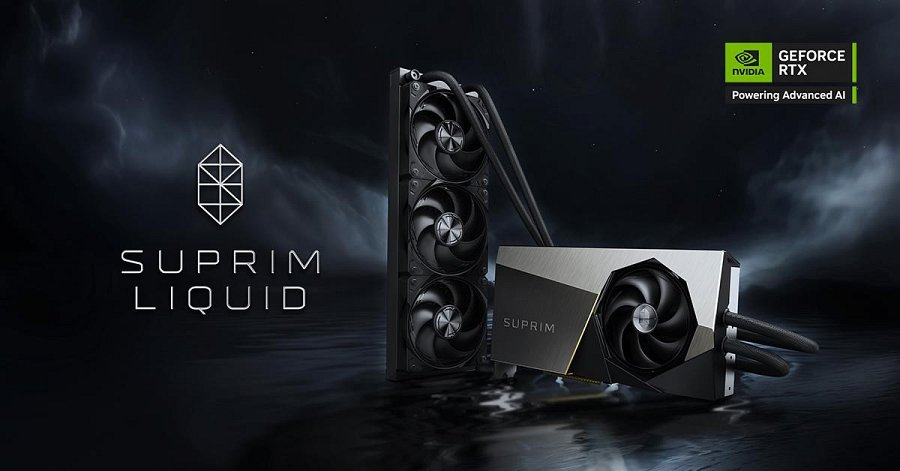 SUPRIM
LIQUID
SUPRIM
NVIDIA
GEFORCE
RTX
Powering Advanced AI